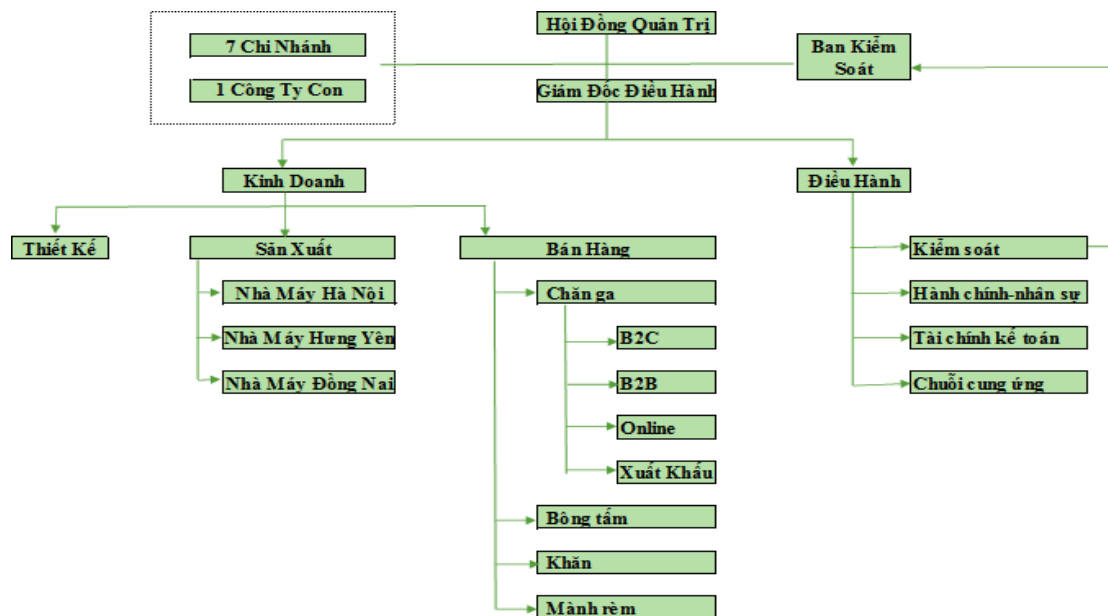 Hội Đồng Quản Trị
7 Chi Nhánh
Ban Kiểm
Soát
1 Công Ty Con
Giám Đốc Điều Hành
Kinh Doanh
Điều Hành
Thiết Kế
Sản Xuất
Bán Hàng
Kiểm soát
Nhà Máy Hà Nội
Chăn ga
Hành chính-nhân sự
Nhà Máy Hưng Yên
B2C
Tài chính kế toán
Nhà Máy Đồng Nai
B2B
Chuỗi cung ứng
Online
Xuất Khẩu
Bông tấm
Khăn
Mành rèm